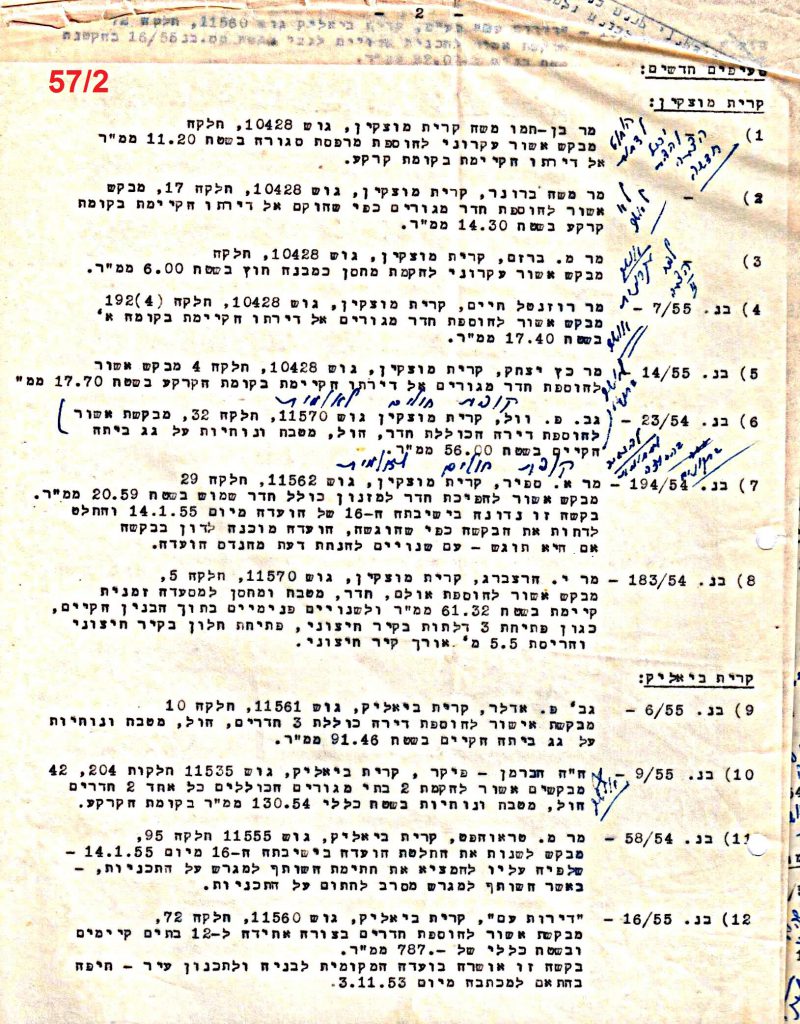 - 2 -
57/2
סעיפים חדשים:
קרית מוצקין:
1) - מר בן-חמו משה קרית מוצקין, גוש 10428, חלקה
מבקש אשור עקרוני להוספת מרפסת סגורה בשטח 11.20 ממ"ר
אל דירתו הקיימת בקומת קרקע.
2) - מר משה ברונר, קרית מוצקין, גוש 10428, חלקה 17, מבקש
אשור להוספת חדר מגורים כפי שהוקם אל דירתו הקיימת בקומת
קרקע בשטח 14.30 ממ"ר.
לא
3) מר מ. ברזם, קרית מוצקין, גוש 10428, חלקה
מבקש אשור עקרוני להקמת מחסן כמבנה חוץ בשטח 6.00 ממ"ר.
4) בנ. 7/55 - מר רוזנטל חיים, קרית מוצקין, גוש 10428, חלקה 192(4)
מבקש אשור להוספת חדר מגורים אל דירתו הקיימת בקומה א'
בשטח 17.40 ממ"ר.
5) בנ. 14/55 - מר כץ יצחק, קרית מוצקין, גוש 10428, חלקה 4 מבקש אשור
להוספת חדר מגורים אל דירתו הקיימת בקומת הקרקע בשטח 17.70 ממ"
קופת חולים לאומית
6) בנ. 23/54 - גב. פ. וול, קרית מוצקין גוש 11570, חלקה 32, מבקשת אשור
להוספת דירה הכוללת חדר, הול, מטבח ונוחיות על גג ביתה
הקיים בשטח 56.00 ממ"ר.
קופת חולים לאומית
7) בנ. 194/54 - מר א. ספיר, קרית מוצקין, גוש 11562, חלקה 29
מבקש אשור להפיכת חדר למזנון כולל חדר שמוש בשטח 20.59 ממ"ר.
בקשה זו נדונה בישיבתה ה-16 של הועדה מיום 14.1.55 והחלט
לדחות את הבקשה כפי שהוגשה, הועדה מוכנה לדון בבקשה
אם היא תוגש - עם שנויים להנחת דעת מהנדס הועדה.
8) בנ. 183/54 - מר י. הרצברג, קרית מוצקין, גוש 11570, חלקה 5,
מבקש אשור להוספת אולם, חדר, מטבח ומחסן למסעדה זמנית
קיימת בשטח 61.32 ממ"ר ולשנויים פנימיים בתוך הבנין הקיים,
כגון פתיחת 3 דלתות בקיר חיצוני, פתיחת חלון בקיר חיצוני
והריסת 5.5 מ' אורך קיר חיצוני.
קרית ביאליק:
9) בנ. 6/55 - גב' פ. אדלר, קרית ביאליק, גוש 11561, חלקה 10
מבקשת אישור להוספת דירה כוללת 3 חדרים, הול, מטבח ונוחיות
על גג ביתה הקיים בשטח 91.46 ממ"ר.
10) בנ. 9/55 - ה"ה הברמן - פיקר, קרית ביאליק, גוש 11535 חלקות 204, 42
מבקשים אשור להקמת 2 בתי מגורים הכוללים כל אחד 2 חדרים
הול, מטבח ונוחיות בשטח כללי 130.54 ממ"ר בקומת הקרקע.
11) בנ. 58/54 - מר מ. טראוהפט, קרית ביאליק, גוש 11555 חלקה 95,
מבקש לשנות את החלטת הועדה בישיבתה ה-16 מיום 14.1.55 -
שלפיה עליו להמציא את חתימת השותף למגרש על התכניות, -
באשר השותף למגרש מסרב לחתום על התכניות.
12) בנ. 16/55 - "דירות עם", קרית ביאליק, גוש 11560, חלקה 72,
מבקשת אשור להוספת חדרים בצורה אחידה ל-12 בתים קיימים
ובשטח כללי של -.787 ממ"ר.
בקשה זו אושרה בועדה המקומית לבניה ולתכנון עיר - חיפה
בהתאם למכתבה מיום 3.11.53.